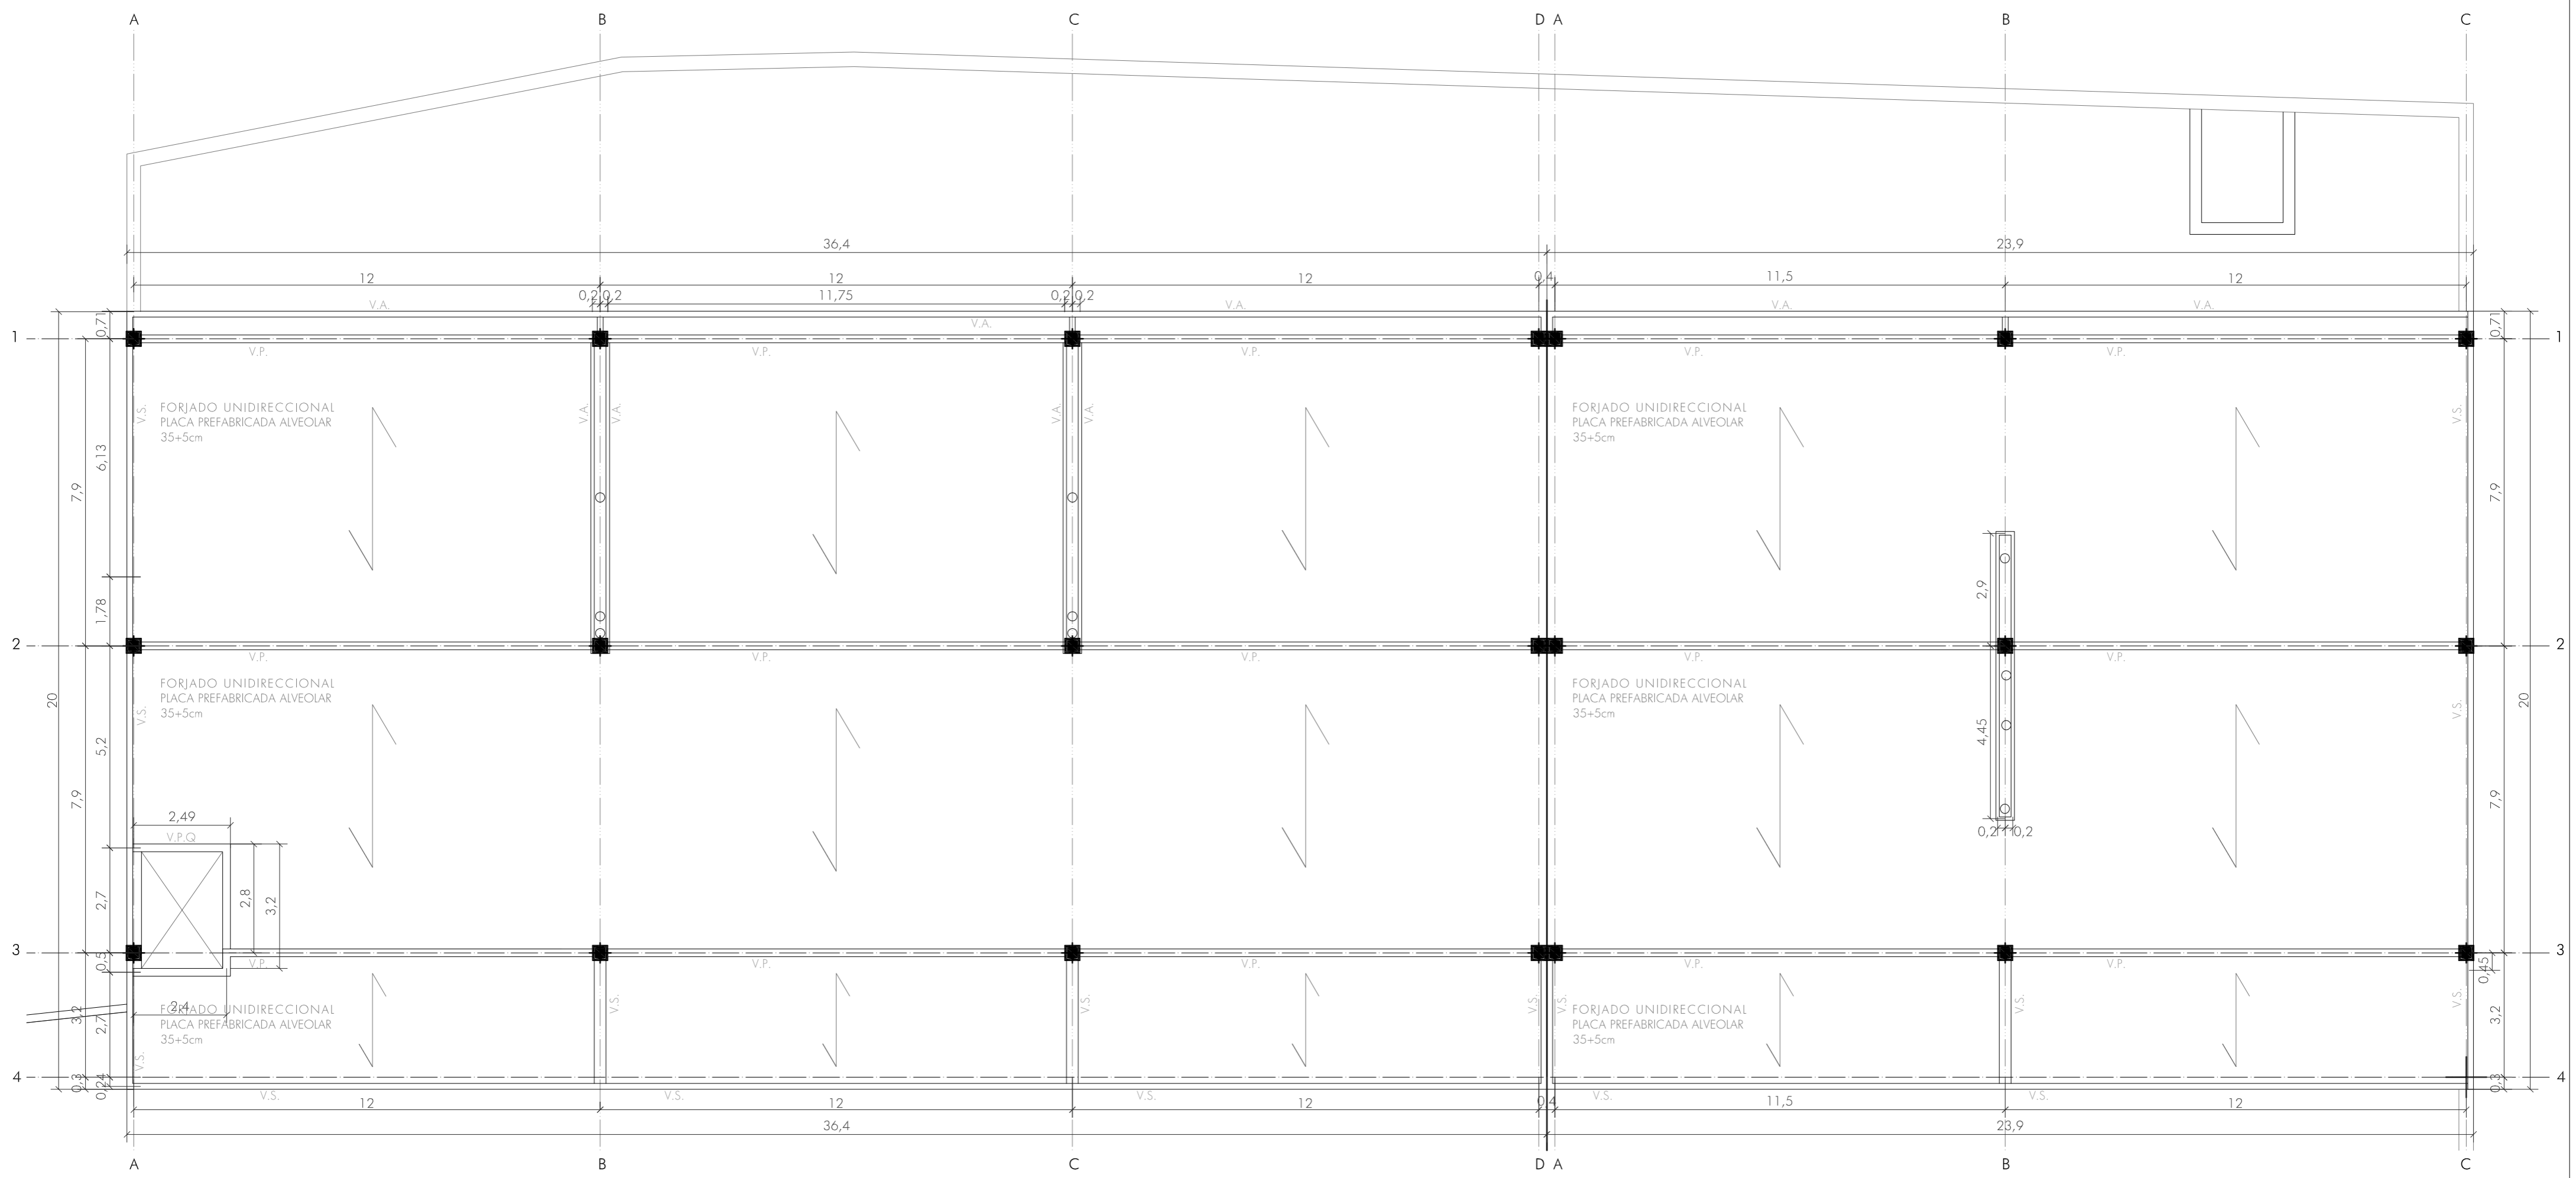 A B C D A B C
36,4 23,9
12 12 12 0,4 11,5 12
0,2 0,2 11,75 0,2 0,2
V.A. V.A. V.A. V.A.
V.A.
0,71 0,71
1 1
V.P. V.P. V.P. V.P. V.P.
V.S. V.A. V.A. V.A. V.A. V.S.
FORJADO UNIDIRECCIONAL
PLACA PREFABRICADA ALVEOLAR
35+5cm
FORJADO UNIDIRECCIONAL
PLACA PREFABRICADA ALVEOLAR
35+5cm
6,13
7,9 7,9
1,78 2,9
2 2
V.P. V.P. V.P. V.P. V.P.
FORJADO UNIDIRECCIONAL
PLACA PREFABRICADA ALVEOLAR
35+5cm
FORJADO UNIDIRECCIONAL
PLACA PREFABRICADA ALVEOLAR
35+5cm
20 V.S. V.S. 20
5,2 4,45
7,9 7,9
2,49 0,2 0,2
V.P.Q
2,7 2,8 3,2
3 3
0,5 V.P. V.P. V.P. V.P. V.P. 0,45
V.S. V.S. V.S. V.S. V.S. V.S.
2,4
FORJADO UNIDIRECCIONAL
PLACA PREFABRICADA ALVEOLAR
35+5cm
FORJADO UNIDIRECCIONAL
PLACA PREFABRICADA ALVEOLAR
35+5cm
3,2 2,7 3,2
4 4
0,3 0,24 0,3
V.S. V.S. V.S. V.S. V.S.
12 12 12 0,4 11,5 12
36,4 23,9
A B C D A B C